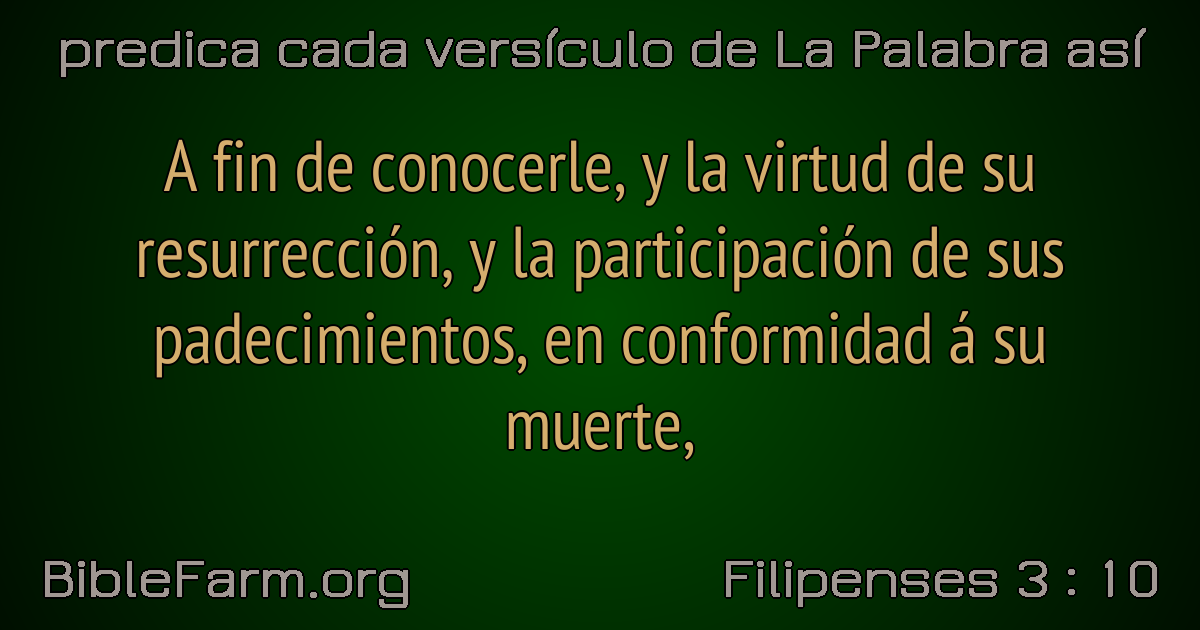 predica cada versículo de La Palabra así
A fin de conocerle, y la virtud de su
resurrección, y la participación de sus
padecimientos, en conformidad á su
muerte,
BibleFarm.org
Filipenses 3 : 10